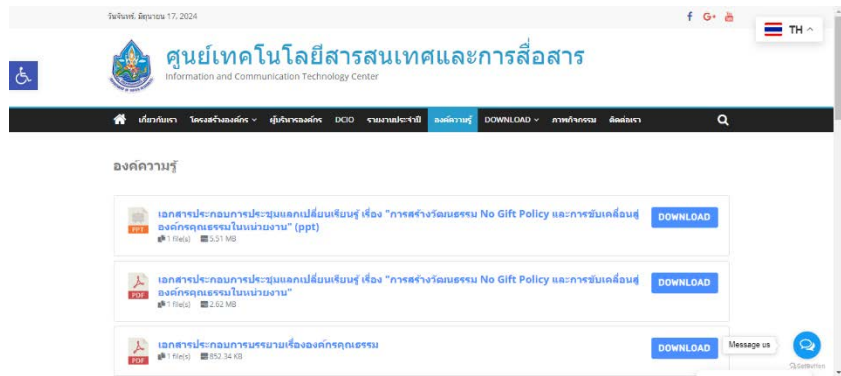 วันจันทร์, มิถุนายน 17, 2024
f G+
TH
ศูนย์เทคโนโลยีสารสนเทศและการสื่อสาร
Information and Communication Technology Center
เกี่ยวกับเรา โครงสร้างองค์กร ผู้บริหารองค์กร DCIO รายงานประจำปี องค์ความรู้ DOWNLOAD ภาพกิจกรรม ติดต่อเรา
องค์ความรู้
เอกสารประกอบการประชุมแลกเปลี่ยนเรียนรู้ เรื่อง "การสร้างวัฒนธรรม No Gift Policy และการขับเคลื่อนสู่
องค์กรคุณธรรมในหน่วยงาน" (ppt)
PPT
1 file(s) 5.51 MB
DOWNLOAD
เอกสารประกอบการประชุมแลกเปลี่ยนเรียนรู้ เรื่อง "การสร้างวัฒนธรรม No Gift Policy และการขับเคลื่อนสู่
องค์กรคุณธรรมในหน่วยงาน"
PDF
1 file(s) 2.62 MB
DOWNLOAD
เอกสารประกอบการบรรยายเรื่ององค์กรคุณธรรม
PDF
1 file(s) 852.34 KB
DOWNLOAD
Message us
GetButton